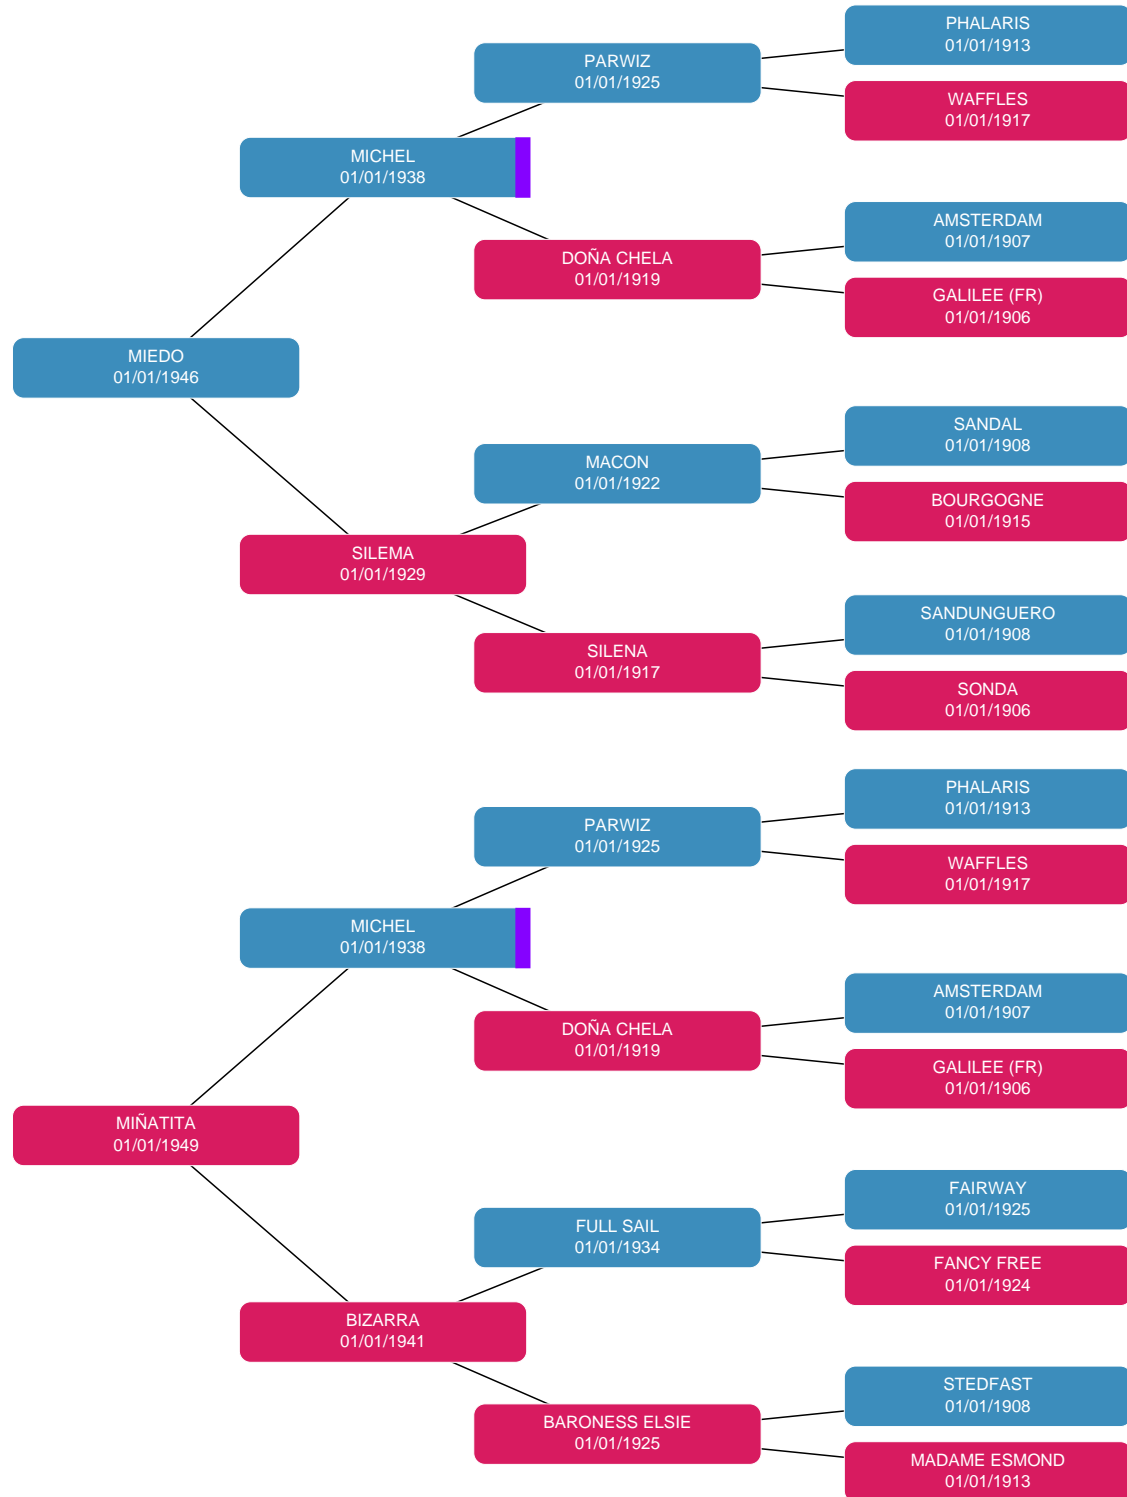 PHALARIS
01/01/1913
PARWIZ
01/01/1925
WAFFLES
01/01/1917
MICHEL
01/01/1938
AMSTERDAM
01/01/1907
DOÑA CHELA
01/01/1919
GALILEE (FR)
01/01/1906
MIEDO
01/01/1946
SANDAL
01/01/1908
MACON
01/01/1922
BOURGOGNE
01/01/1915
SILEMA
01/01/1929
SANDUNGUERO
01/01/1908
SILENA
01/01/1917
SONDA
01/01/1906
PHALARIS
01/01/1913
PARWIZ
01/01/1925
WAFFLES
01/01/1917
MICHEL
01/01/1938
AMSTERDAM
01/01/1907
DOÑA CHELA
01/01/1919
GALILEE (FR)
01/01/1906
MIÑATITA
01/01/1949
FAIRWAY
01/01/1925
FULL SAIL
01/01/1934
FANCY FREE
01/01/1924
BIZARRA
01/01/1941
STEDFAST
01/01/1908
BARONESS ELSIE
01/01/1925
MADAME ESMOND
01/01/1913